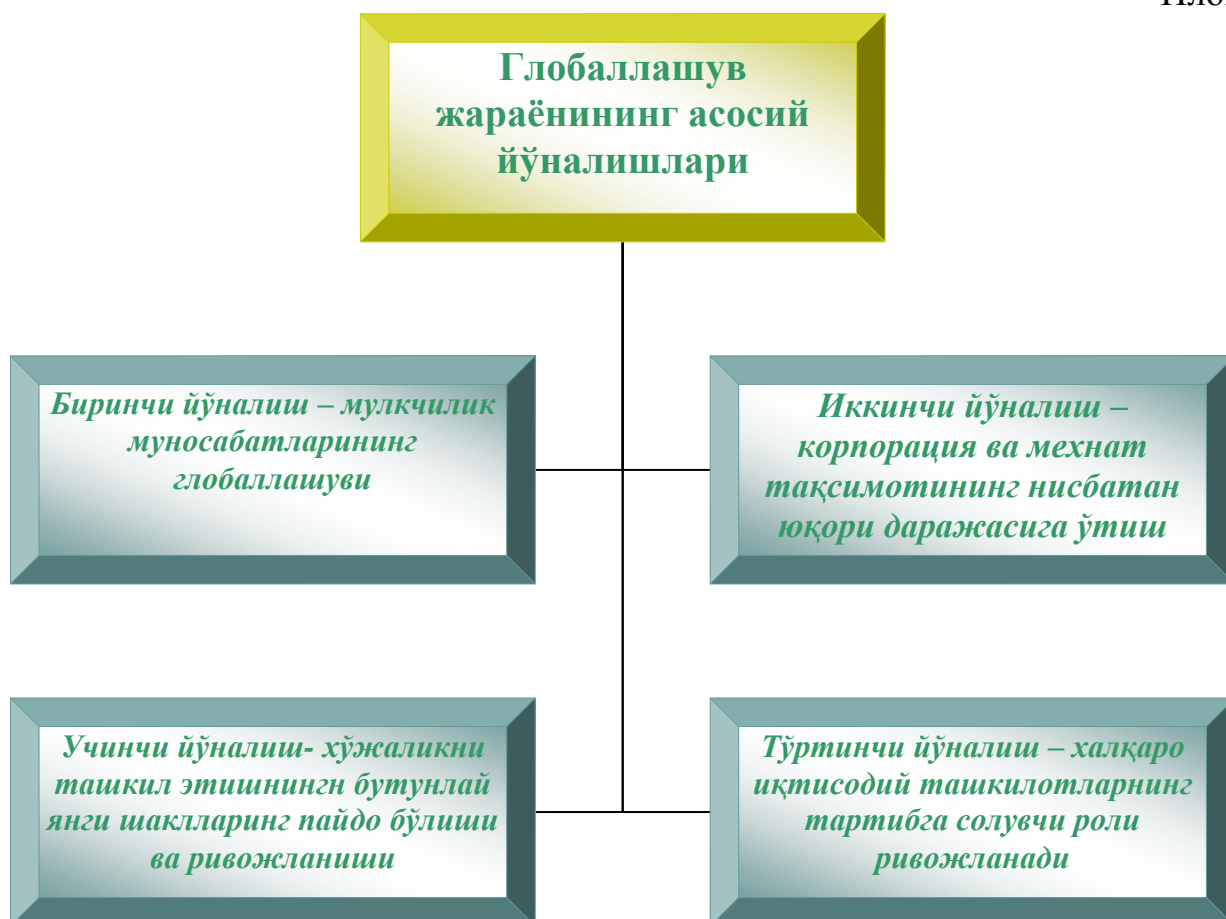 Глобаллашув
жараёнининг асосий
йўналишлари
Биринчи йўналиш – мулкчилик
муносабатларининг
глобаллашуви
Иккинчи йўналиш –
корпорация ва мехнат
тақсимотининг нисбатан
юқори даражасига ўтиш
Учинчи йўналиш- хўжаликни
ташкил этишнингн бутунлай
янги шаклларинг пайдо бўлиши
ва ривожланиши
Тўртинчи йўналиш – халқаро
иқтисодий ташкилотларнинг
тартибга солувчи роли
ривожланади